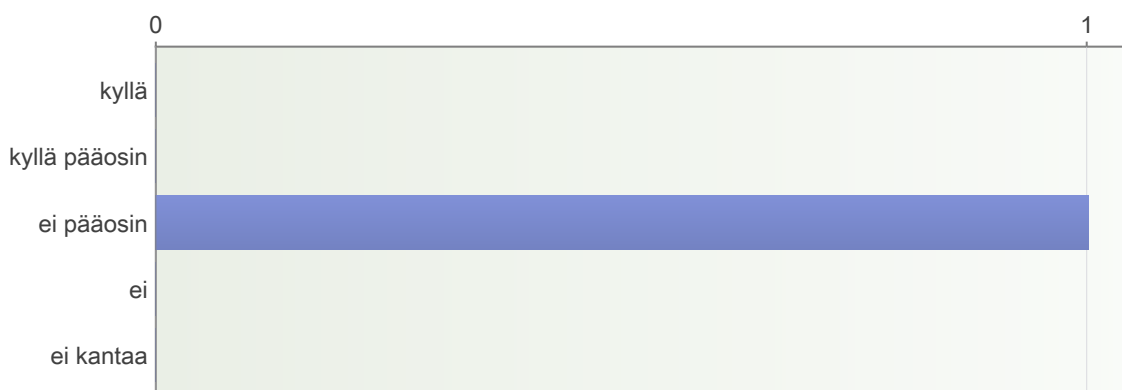 0 1
kyllä
kyllä pääosin
ei pääosin
ei
ei kantaa